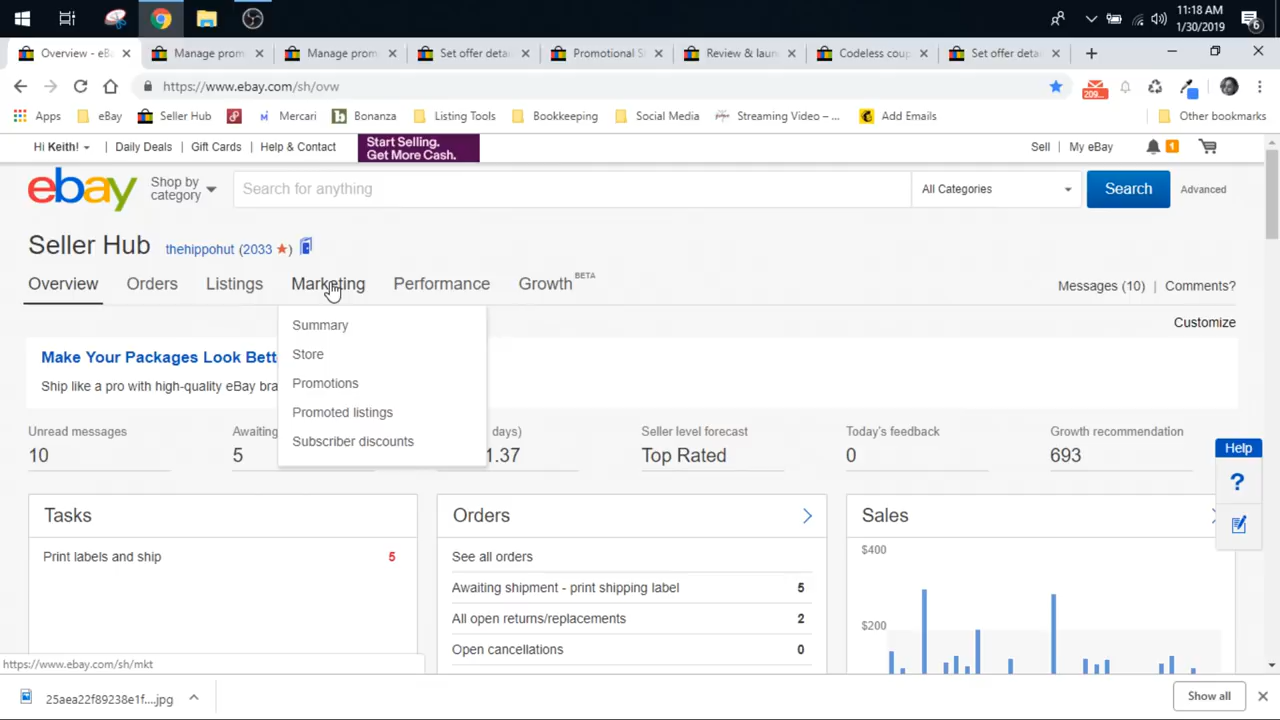 11:18 AM
1/30/2019
6
Overview - eBa
Manage prom
Manage prom
Set offer deta
Promotional S
Review & laun
Codeless coup
Set offer deta
https://www.ebay.com/sh/ovw
209...
Apps
eBay
Seller Hub
Mercari
Bonanza
Listing Tools
Bookkeeping
Social Media
Streaming Video – ...
Add Emails
Other bookmarks
Hi Keith!
Daily Deals
Gift Cards
Help & Contact
Start Selling.
Get More Cash.
Sell
My eBay
1
ebay
Shop by
category
Search for anything
All Categories
Search
Advanced
Seller Hub
thehippohut (2033 ★)
Overview
Orders
Listings
Marketing
Performance
Growth BETA
Messages (10)
Comments?
Summary
Store
Promotions
Promoted listings
Subscriber discounts
Customize
Make Your Packages Look Bett
Ship like a pro with high-quality eBay bra
Unread messages
10
Awaiting
5
days)
1.37
Seller level forecast
Top Rated
Today's feedback
0
Growth recommendation
693
Help
?
Tasks
Print labels and ship
5
Orders
See all orders
Awaiting shipment - print shipping label
5
All open returns/replacements
2
Open cancellations
0
Sales
$400
$200
https://www.ebay.com/sh/mkt
25aea22f89238e1f....jpg
Show all